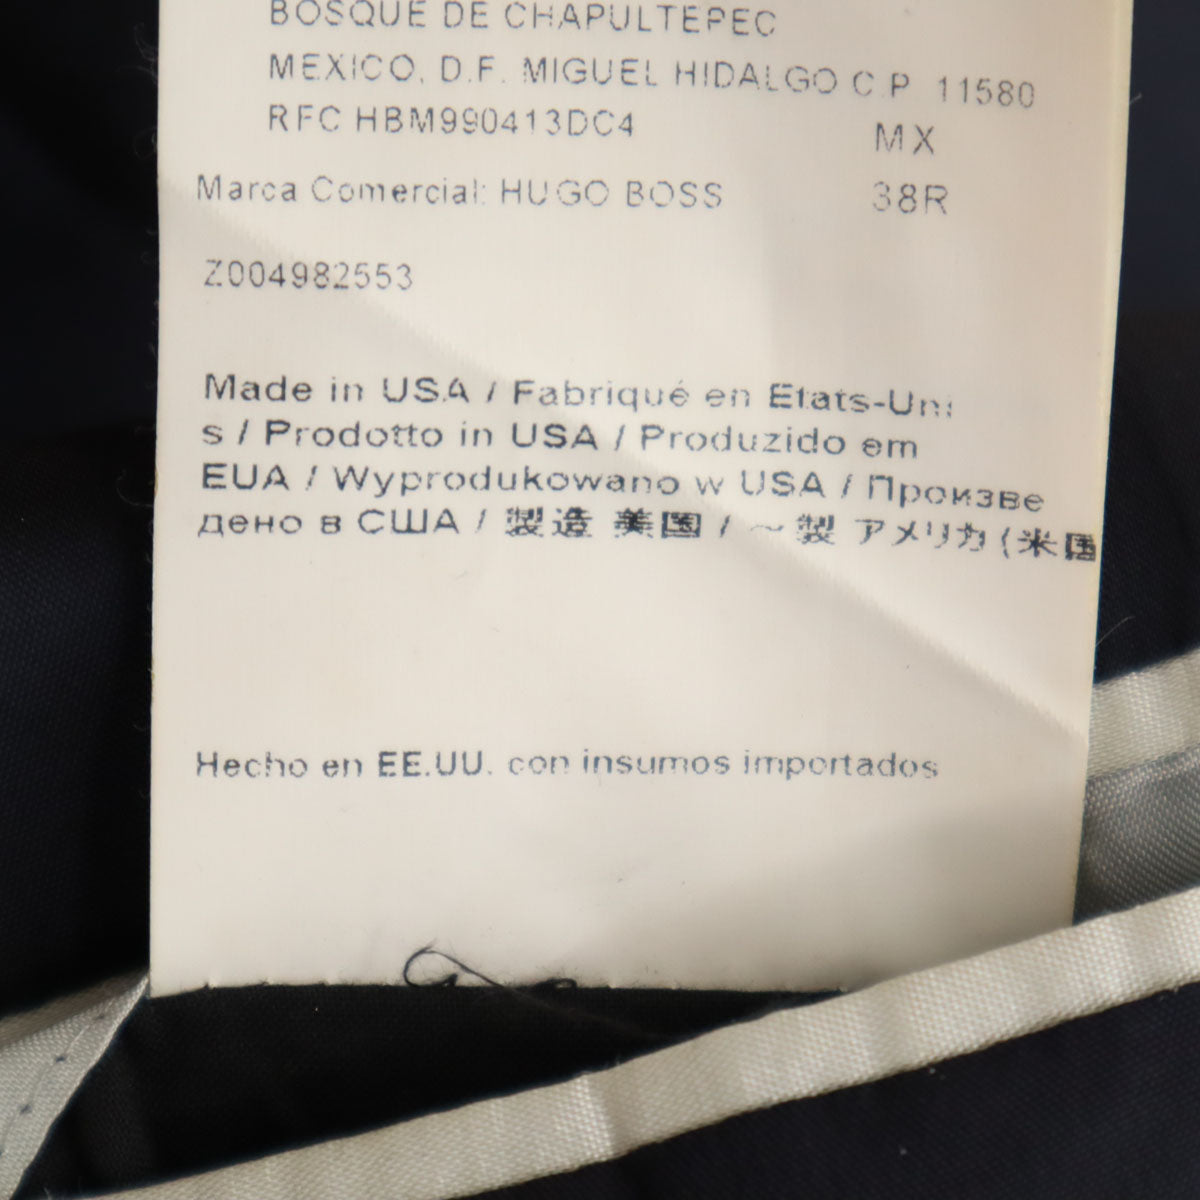 BOSQUE DE CHAPULTEPEC
MEXICO, D.F. MIGUEL HIDALGO C.P. 11580
RFC HBM990413DC4
MX
Marca Comercial: HUGO BOSS
38R
Z004982553
Made in USA / Fabriqué en Etats-Uni
s / Prodotto in USA / Produzido em
EUA / Wyprodukowano w USA / Произве
дено в США / 製造 美国 / ～製 アメリカ (米国
Hecho en EE.UU. con insumos importados